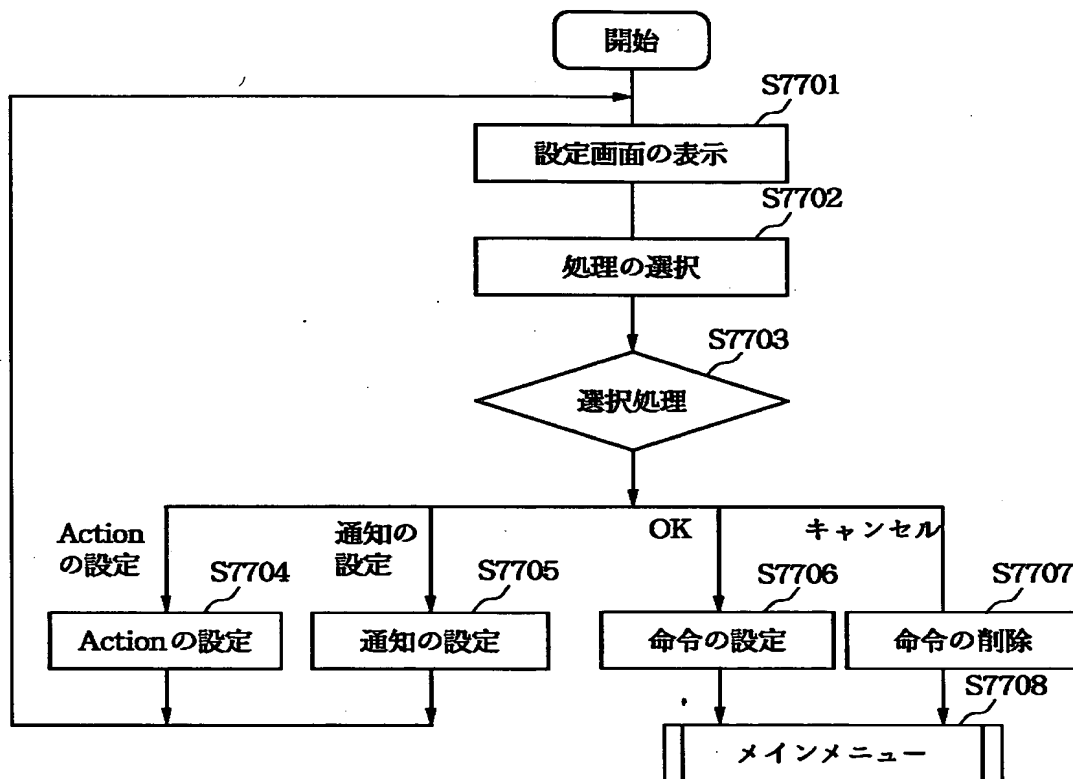 開始
S7701
設定画面の表示
S7702
処理の選択
S7703
選択処理
Action
の設定
通知の
設定
OK
キャンセル
S7704
S7705
S7706
S7707
Actionの設定
通知の設定
命令の設定
命令の削除
S7708
メインメニュー